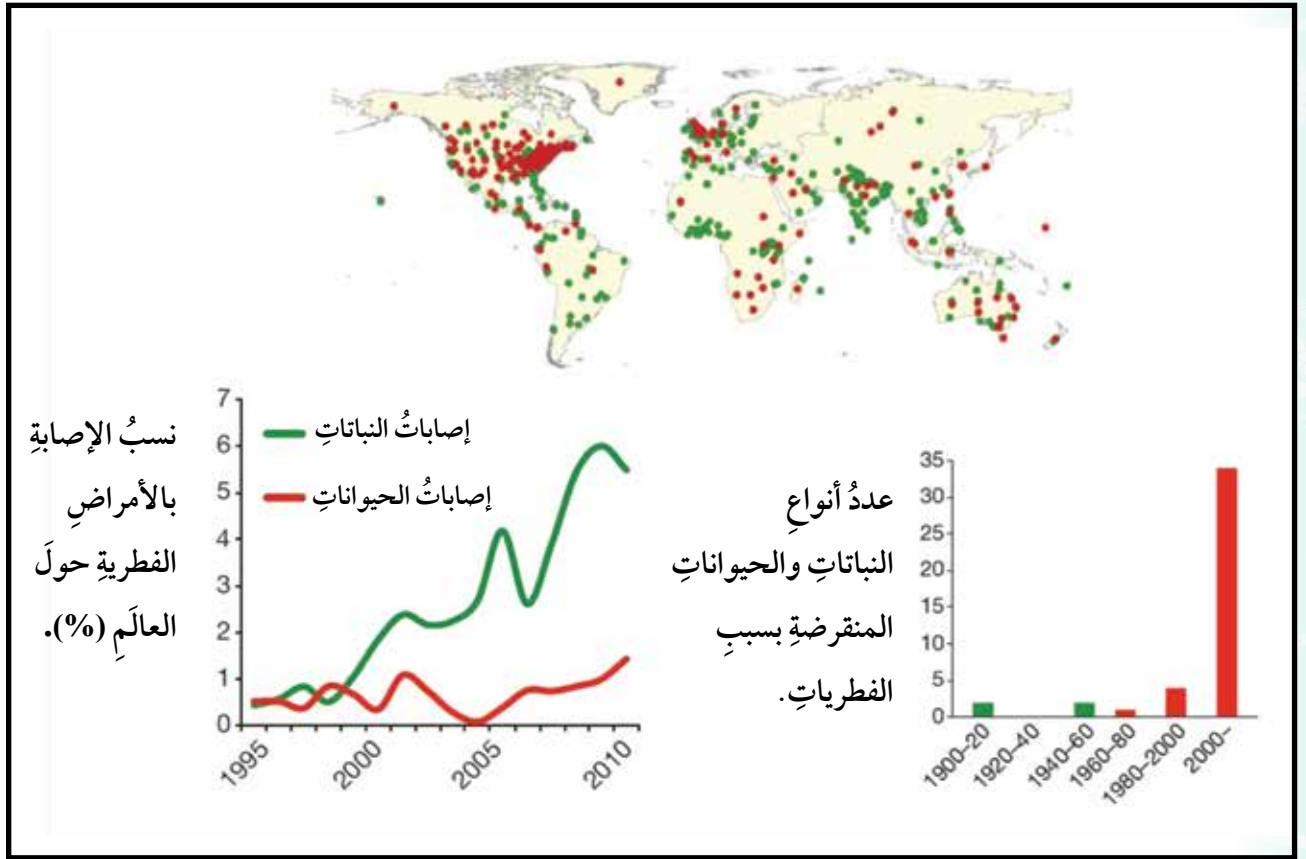 نسبُ الإصابةِ
بالأمراضِ
الفطريةِ حولَ
العالَمِ (%).
7
6
5
4
3
2
1
0
إصاباتُ النباتاتِ
إصاباتُ الحيواناتِ
1995
2000
2005
2010
عددُ أنواعِ
النباتاتِ والحيواناتِ
المنقرضةِ بسببِ
الفطرياتِ.
35
30
25
20
15
10
5
0
1900–20
1920–40
1940–60
1960–80
1980–2000
2000–